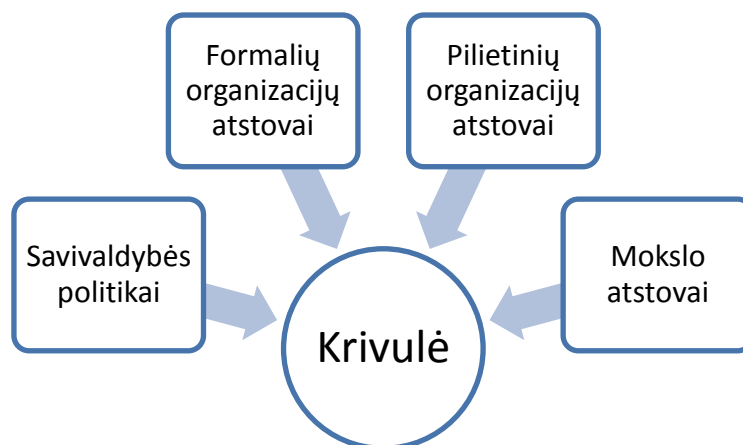 Formalių
organizacijų
atstovai
Pilietinių
organizacijų
atstovai
Savivaldybės
politikai
Mokslo
atstovai
Krivulė